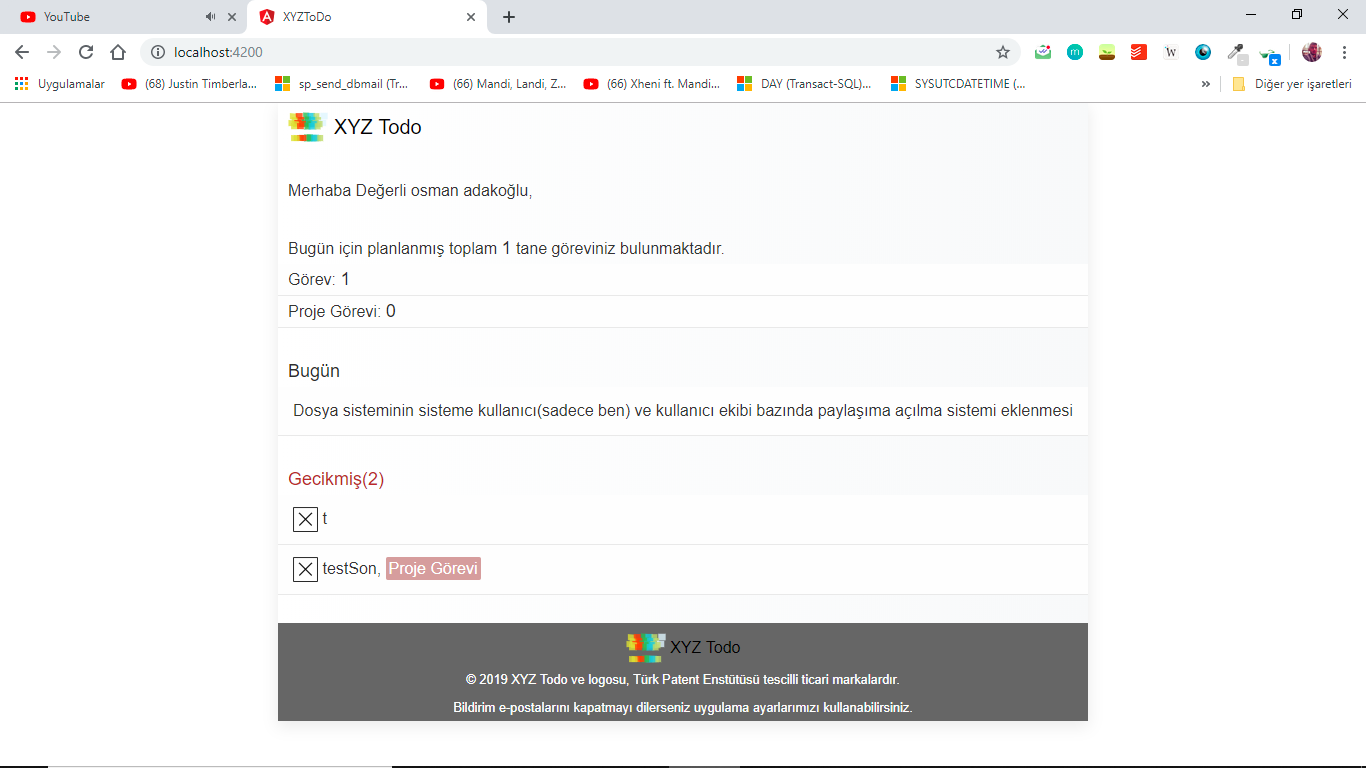 YouTube
XYZToDo
localhost:4200
Uygulamalar
(68) Justin Timberla...
sp_send_dbmail (Tr...
(66) Mandi, Landi, Z...
(66) Xheni ft. Mandi...
DAY (Transact-SQL)...
SYSUTCDATETIME (...
» Diğer yer işaretleri
XYZ Todo
Merhaba Değerli osman adakoğlu,
Bugün için planlanmış toplam 1 tane göreviniz bulunmaktadır.
Görev: 1
Proje Görevi: 0
Bugün
Dosya sisteminin sisteme kullanıcı(sadece ben) ve kullanıcı ekibi bazında paylaşıma açılma sistemi eklenmesi
Gecikmiş(2)
t
testSon, Proje Görevi
XYZ Todo
© 2019 XYZ Todo ve logosu, Türk Patent Enstütüsü tescilli ticari markalardır.
Bildirim e-postalarını kapatmayı dilerseniz uygulama ayarlarımızı kullanabilirsiniz.